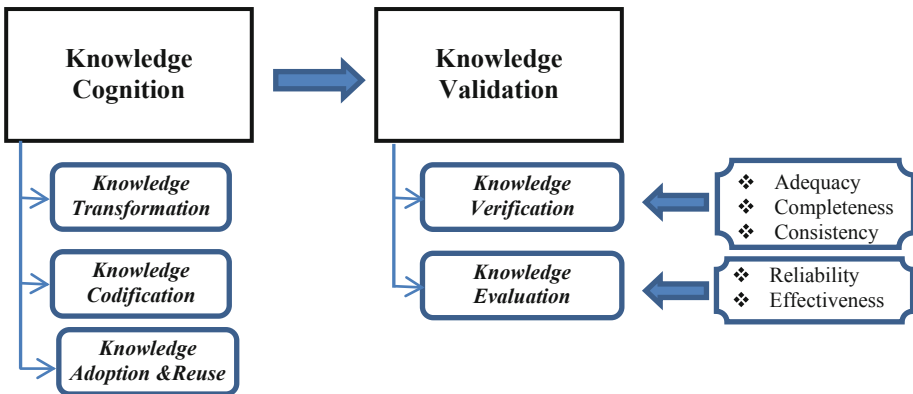 Knowledge
Cognition
Knowledge
Validation
Knowledge
Transformation
Knowledge
Codification
Knowledge
Adoption &Reuse
Knowledge
Verification
Knowledge
Evaluation
❖ Adequacy
❖ Completeness
❖ Consistency
❖ Reliability
❖ Effectiveness